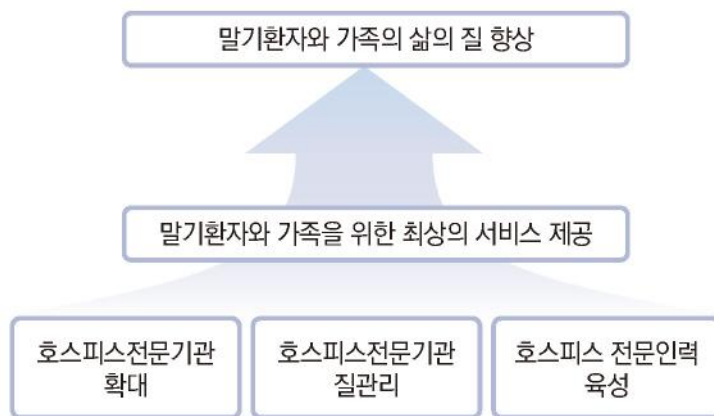 말기환자와 가족의 삶의 질 향상
말기환자와 가족을 위한 최상의 서비스 제공
호스피스전문기관
확대
호스피스전문기관
질관리
호스피스 전문인력
육성